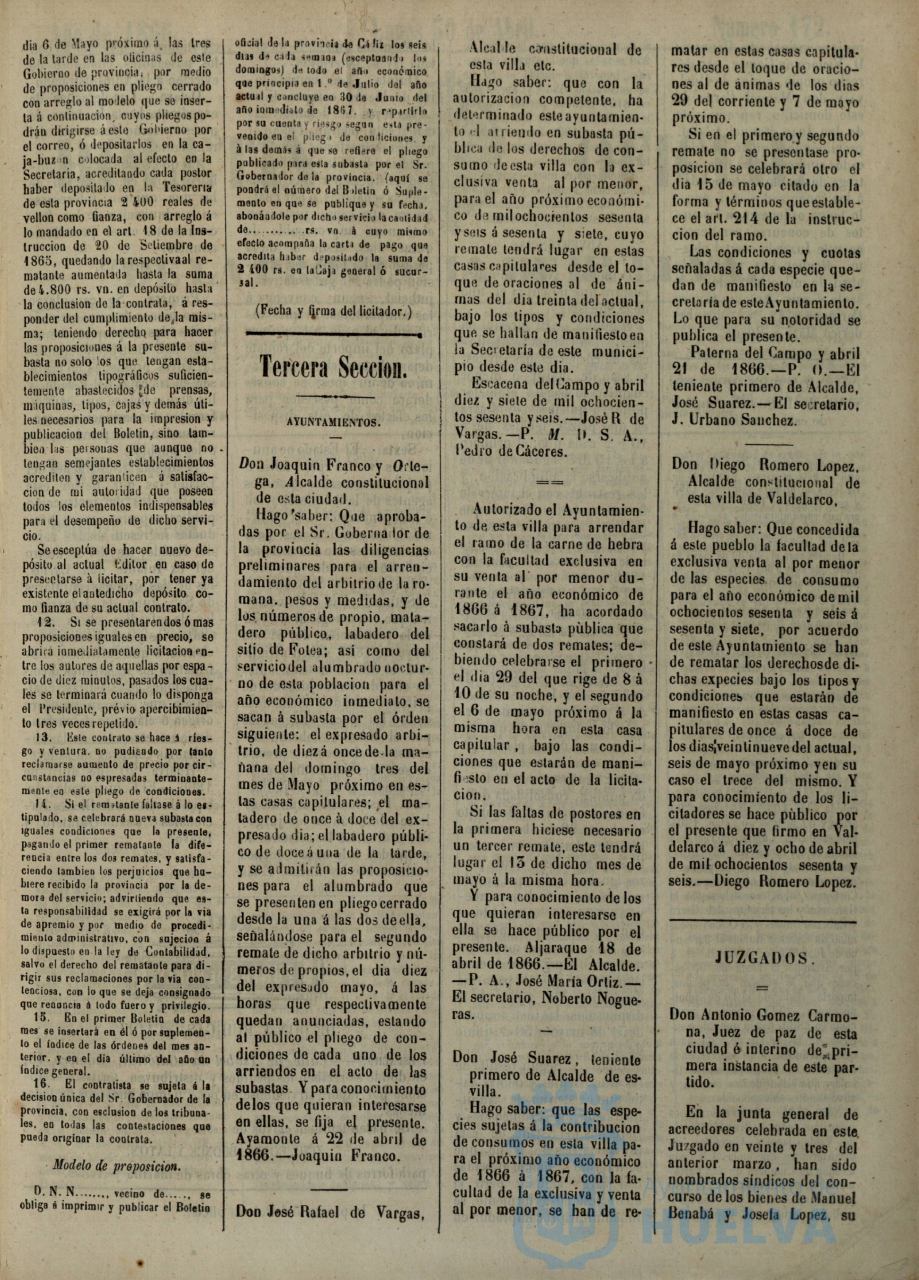 dia 6 de Mayo próximo á las tres
de la tarde en las oficinas de este
Gobierno de provincia, por medio
de proposiciones en pliego cerrado
con arreglo al modelo que se inser-
ta á continuacion, cuyos pliegos po-
drán dirigirse á este Gobierno por
el correo, ó depositarlos en la ca-
ja-buzon colocada al efecto en la
Secretaria, acreditando cada postor
haber depositado en la Tesoreria
de esta provincia 2 400 reales de
vellon como fianza, con arreglo á
lo mandado en el art 18 de la Ins
truccion de 20 de Setiembre de
1865, quedando la respectiva al re-
matante aumentada hasta la suma
de 4.800 rs. vn. en depósito hasta
la conclusion de la contrata, á res-
ponder del cumplimiento de la mis-
ma; teniendo derecho para hacer
las proposiciones á la presente su-
basta no solo los que tengan esta-
blecimientos tipográficos suficien-
temente abastecidos de prensas,
máquinas, tipos, cajas y demás úti-
les necesarios para la impresion y
publicacion del Boletin, sino tam-
bien las personas que aunque no
tengan semejantes establecimientos
acrediten y garanticen á satisfac-
cion de mi autoridad que poseen
todos los elementos indispensables
para el desempeño de dicho servi-
cio.
Se esceptúa de hacer nuevo de-
pósito al actual Editor en caso de
presentarse á licitar, por tener ya
existente el antedicho depósito co-
mo fianza de su actual contrato.
12. Si se presentaren dos ó mas
proposiciones iguales en precio, se
abrirá inmediatamente licitacion en-
tre los autores de aquellas por espa-
cio de diez minutos, pasados los cua-
les se terminará cuando lo disponga
el Presidente, prévio apercibimien-
to tres veces repetido.
13. Este contrato se hace á ries-
go y ventura, no pudiendo por tanto
reclamarse aumento de precio por cir-
cunstancias no espresadas terminante-
mente en este pliego de condiciones.
14. Si el rematante faltase á lo es-
tipulado, se celebrará nueva subasta con
iguales condiciones que la presente,
pagando el primer rematante la dife-
rencia entre los dos remates, y satisfa-
ciendo tambien los perjuicios que hu-
biere recibido la provincia por la de-
mora del servicio; advirtiendo que es-
ta responsabilidad se exigirá por la via
de apremio y por medio de procedi-
miento administrativo, con sujecion á
lo dispuesto en la ley de Contabilidad,
salvo el derecho del rematante para di-
rigir sus reclamaciones por la via con-
tenciosa, con lo que se deja consignado
que renuncia á todo fuero y privilegio.
15. En el primer Boletin de cada
mes se insertará en él ó por suplemen-
to el índice de las órdenes del mes an-
terior, y en el dia último del año un
índice general.
16. El contratista se sujeta á la
decision única del Sr. Gobernador de la
provincia, con esclusion de los tribuna-
les, en todas las contestaciones que
pueda originar la contrata.
Modelo de proposicion.
D. N. N......., vecino de....., se
obliga á imprimir y publicar el Boletin
oficial de la provincia de Cádiz los seis
dias de cada semana (esceptuando los
domingos) de todo el año económico
que principia en 1.º de Julio del año
actual y concluye en 30 de Junio del
año inmediato de 1867, y repartirlo
por su cuenta y riesgo segun está pre-
venido en el pliego de condiciones y
á las demás á que se refiere el pliego
publicado para esta subasta por el Sr.
Gobernador de la provincia, (aquí se
pondrá el número del Boletin ó Suple-
mento en que se publique y su fecha,
abonándole por dicho servicio la cantidad
de.......... rs. vn. á cuyo mismo
efecto acompaña la carta de pago que
acredita haber depositado la suma de
2 400 rs. en la Caja general ó sucur-
sal.
(Fecha y firma del licitador.)
Tercera Seccion.
AYUNTAMIENTOS.
Don Joaquin Franco y Orte-
ga, Alcalde constitucional
de esta ciudad.
Hago saber: Que aproba-
das por el Sr. Gobernador de
la provincia las diligencias
preliminares para el arren-
damiento del arbitrio de la ro-
mana, pesos y medidas, y de
los números de propio, mata-
dero público, labadero del
sitio de Fotea; asi como del
servicio del alumbrado noctur-
no de esta poblacion para el
año económico inmediato, se
sacan á subasta por el órden
siguiente: el expresado arbi-
trio, de diez á once de la ma-
ñana del domingo tres del
mes de Mayo próximo en es-
tas casas capitulares; el ma-
tadero de once á doce del ex-
presado dia; el labadero públi-
co de doce á una de la tarde,
y se admitirán las proposicio-
nes para el alumbrado que
se presenten en pliego cerrado
desde la una á las dos de ella,
señalándose para el segundo
remate de dicho arbitrio y nú-
meros de propios, el dia diez
del expresado mayo, á las
horas que respectivamente
quedan anunciadas, estando
al público el pliego de con-
diciones de cada uno de los
arriendos en el acto de las
subastas. Y para conocimiento
de los que quieran interesarse
en ellas, se fija el presente.
Ayamonte á 22 de abril de
1866.—Joaquin Franco.
Don José Rafael de Vargas,
Alcalde constitucional de
esta villa etc.
Hago saber: que con la
autorizacion competente, ha
determinado este ayuntamien-
to el arriendo en subasta pú-
blica de los derechos de con-
sumo de esta villa con la ex-
clusiva venta al por menor,
para el año próximo económi-
co de mil ochocientos sesenta
y seis á sesenta y siete, cuyo
remate tendrá lugar en estas
casas capitulares desde el to-
que de oraciones al de áni-
mas del dia treinta del actual,
bajo los tipos y condiciones
que se hallan de manifiesto en
la Secretaría de este munici-
pio desde este dia.
Escacena del Campo y abril
diez y siete de mil ochocien-
tos sesenta y seis.—José R de
Vargas.—P. M. D. S. A.,
Pedro de Cáceres.
Autorizado el Ayuntamien-
to de esta villa para arrendar
el ramo de la carne de hebra
con la facultad exclusiva en
su venta al por menor du-
rante el año económico de
1866 á 1867, ha acordado
sacarlo á subasta pública que
constará de dos remates; de-
biendo celebrarse el primero
el dia 29 del que rige de 8 á
10 de su noche, y el segundo
el 6 de mayo próximo á la
misma hora en esta casa
capitular, bajo las condi-
ciones que estarán de mani-
fiesto en el acto de la licita-
cion.
Si las faltas de postores en
la primera hiciese necesario
un tercer remate, este tendrá
lugar el 13 de dicho mes de
mayo á la misma hora.
Y para conocimiento de los
que quieran interesarse en
ella se hace público por el
presente. Aljaraque 18 de
abril de 1866.—El Alcalde.
—P. A., José María Ortiz.—
El secretario, Noberto Nogue-
ras.
Don José Suarez, teniente
primero de Alcalde de es-
villa.
Hago saber: que las espe-
cies sujetas á la contribucion
de consumos en esta villa pa-
ra el próximo año económico
de 1866 á 1867, con la fa-
cultad de la exclusiva y venta
al por menor, se han de re-
matar en estas casas capitula-
res desde el toque de oracio-
nes al de ánimas de los dias
29 del corriente y 7 de mayo
próximo.
Si en el primero y segundo
remate no se presentase pro-
posicion se celebrará otro el
dia 15 de mayo citado en la
forma y términos que estable-
ce el art. 214 de la instruc-
cion del ramo.
Las condiciones y cuotas
señaladas á cada especie que-
dan de manifiesto en la se-
cretaría de este Ayuntamiento.
Lo que para su notoridad se
publica el presente.
Paterna del Campo y abril
21 de 1866.—P. O.—El
teniente primero de Alcalde,
José Suarez.—El secretario,
J. Urbano Sanchez.
Don Diego Romero Lopez,
Alcalde constitucional de
esta villa de Valdelarco,
Hago saber: Que concedida
á este pueblo la facultad de la
exclusiva venta al por menor
de las especies de consumo
para el año económico de mil
ochocientos sesenta y seis á
sesenta y siete, por acuerdo
de este Ayuntamiento se han
de rematar los derechos de di-
chas expecies bajo los tipos y
condiciones que estarán de
manifiesto en estas casas ca-
pitulares de once á doce de
los dias veintinueve del actual,
seis de mayo próximo y en su
caso el trece del mismo. Y
para conocimiento de los li-
citadores se hace público por
el presente que firmo en Val-
delarco á diez y ocho de abril
de mil ochocientos sesenta y
seis.—Diego Romero Lopez.
JUZGADOS.
Don Antonio Gomez Carmo-
na, Juez de paz de esta
ciudad é interino de pri-
mera instancia de este par-
tido.
En la junta general de
acreedores celebrada en este
Juzgado en veinte y tres del
anterior marzo, han sido
nombrados síndicos del con-
curso de los bienes de Manuel
Benabá y Josefa Lopez, su
HUELVA